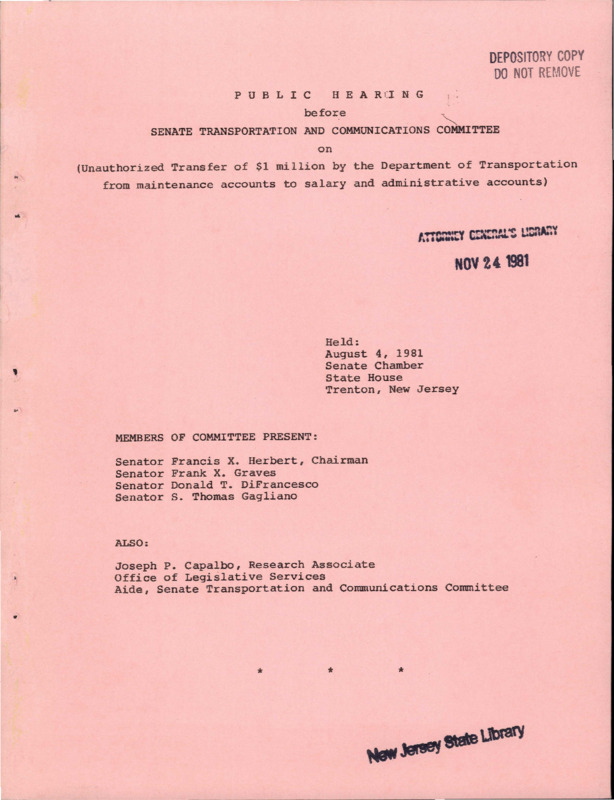 DEPOSITORY COPY
DO NOT REMOVE
P U B L I C   H E A R I N G
before
SENATE TRANSPORTATION AND COMMUNICATIONS COMMITTEE
on
(Unauthorized Transfer of $1 million by the Department of Transportation
from maintenance accounts to salary and administrative accounts)
ATTORNEY GENERAL'S LIBRARY
NOV 24 1981
Held:
August 4, 1981
Senate Chamber
State House
Trenton, New Jersey
MEMBERS OF COMMITTEE PRESENT:
Senator Francis X. Herbert, Chairman
Senator Frank X. Graves
Senator Donald T. DiFrancesco
Senator S. Thomas Gagliano
ALSO:
Joseph P. Capalbo, Research Associate
Office of Legislative Services
Aide, Senate Transportation and Communications Committee
* * *
New Jersey State Library